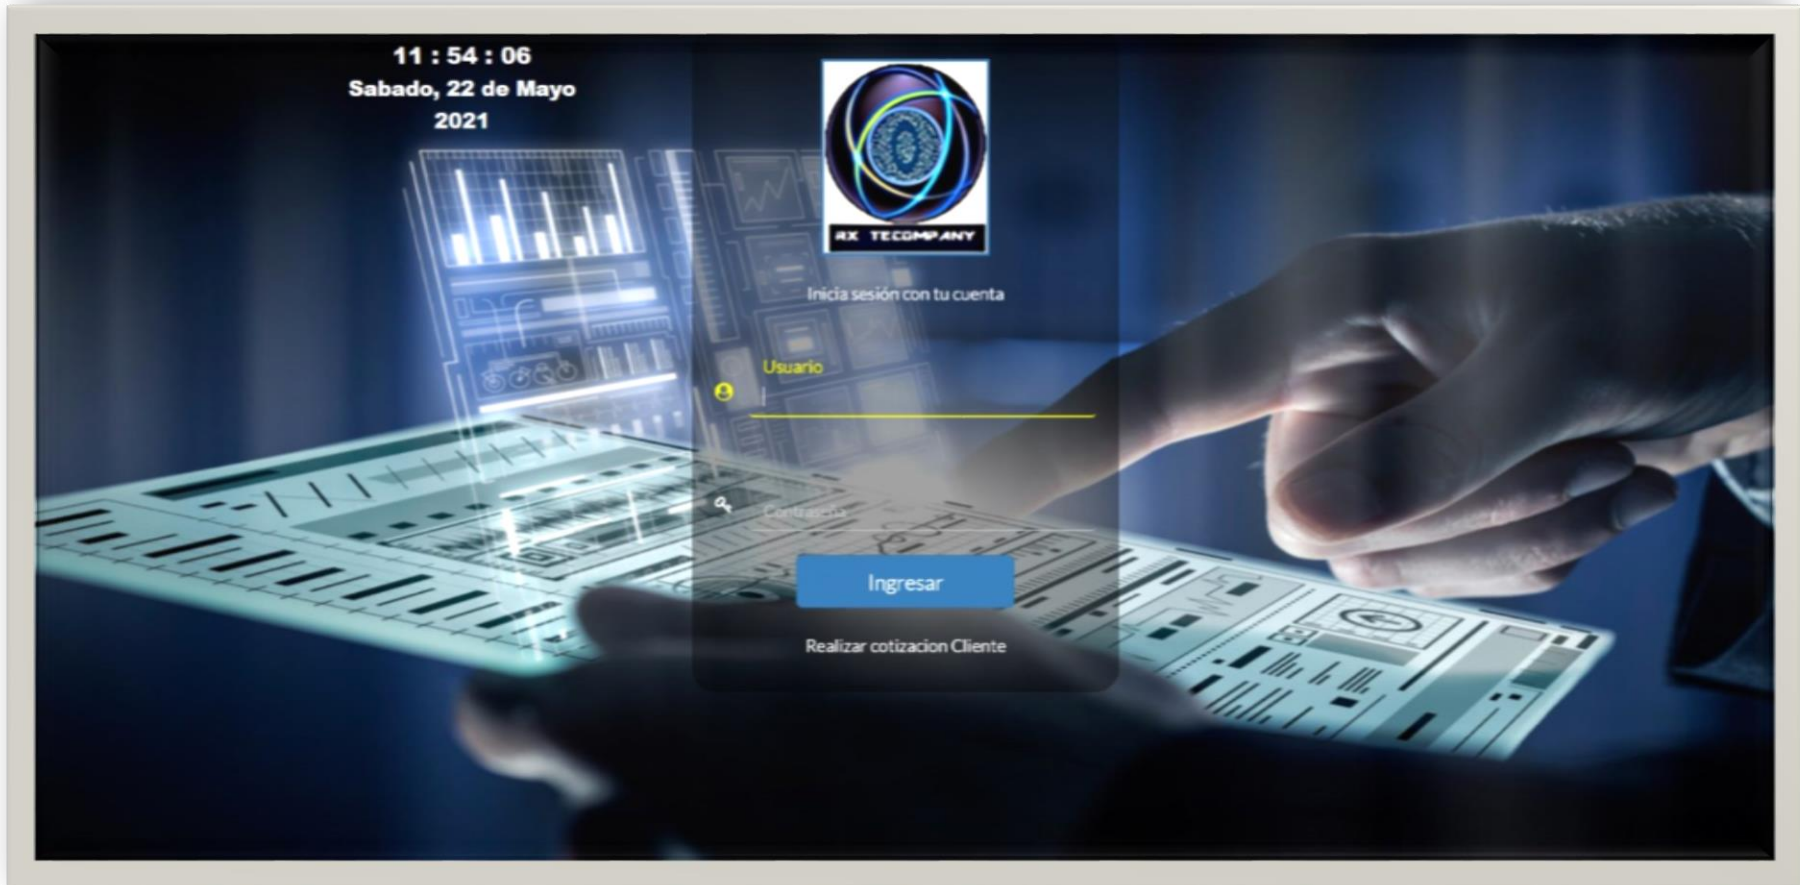 11 : 54 : 06
Sabado, 22 de Mayo
2021
RX TECOMPANY
Inicia sesión con tu cuenta
Usuario
Contraseña
Ingresar
Realizar cotizacion Cliente